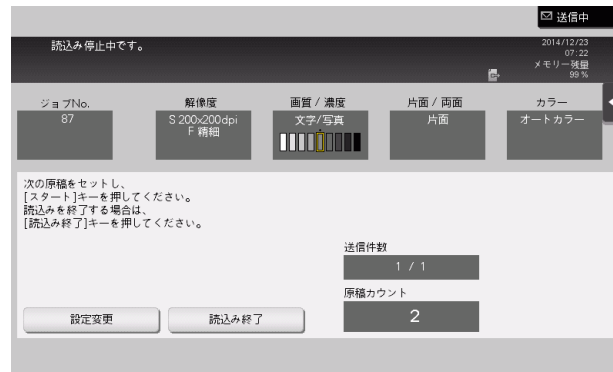 送信中
読込み停止中です。
2014/12/23
07:22
メモリー残量
99 %
ジョブNo.
87
解像度
S 200x200dpi
F 精細
画質 / 濃度
文字/写真
片面 / 両面
片面
カラー
オートカラー
次の原稿をセットし、
[スタート]キーを押してください。
読込みを終了する場合は、
[読込み終了]キーを押してください。
送信件数
1 / 1
原稿カウント
2
設定変更
読込み終了